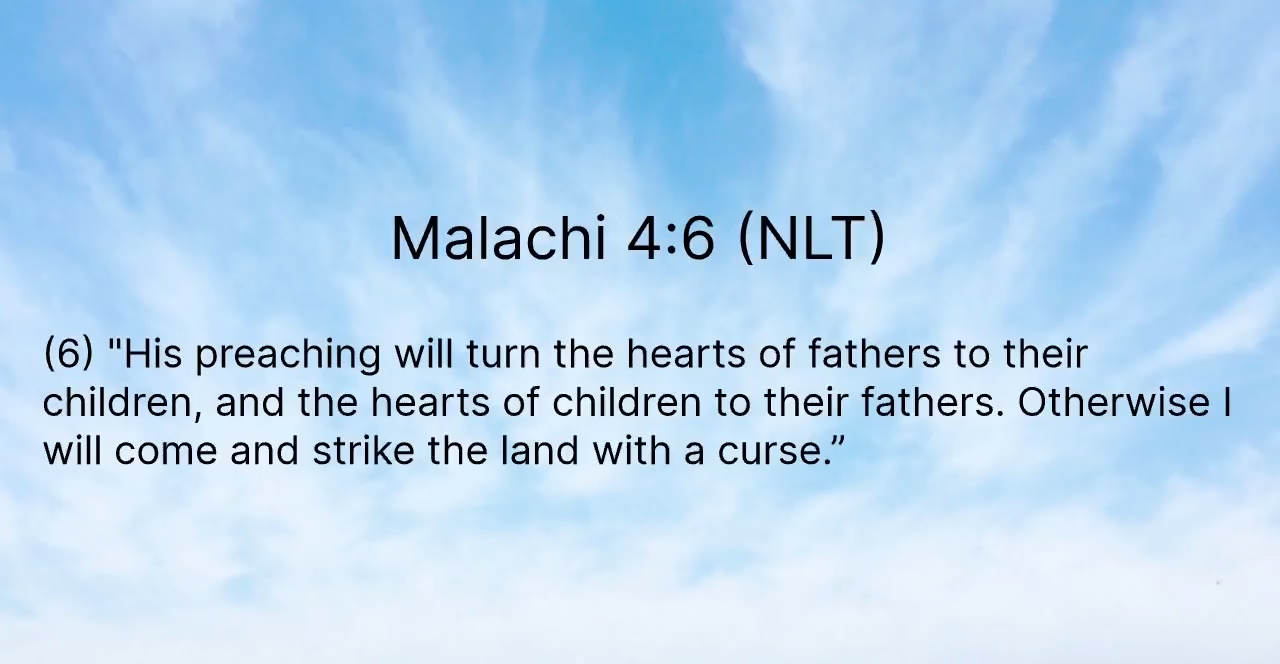 Malachi 4:6 (NLT)
(6) "His preaching will turn the hearts of fathers to their
children, and the hearts of children to their fathers. Otherwise I
will come and strike the land with a curse.”